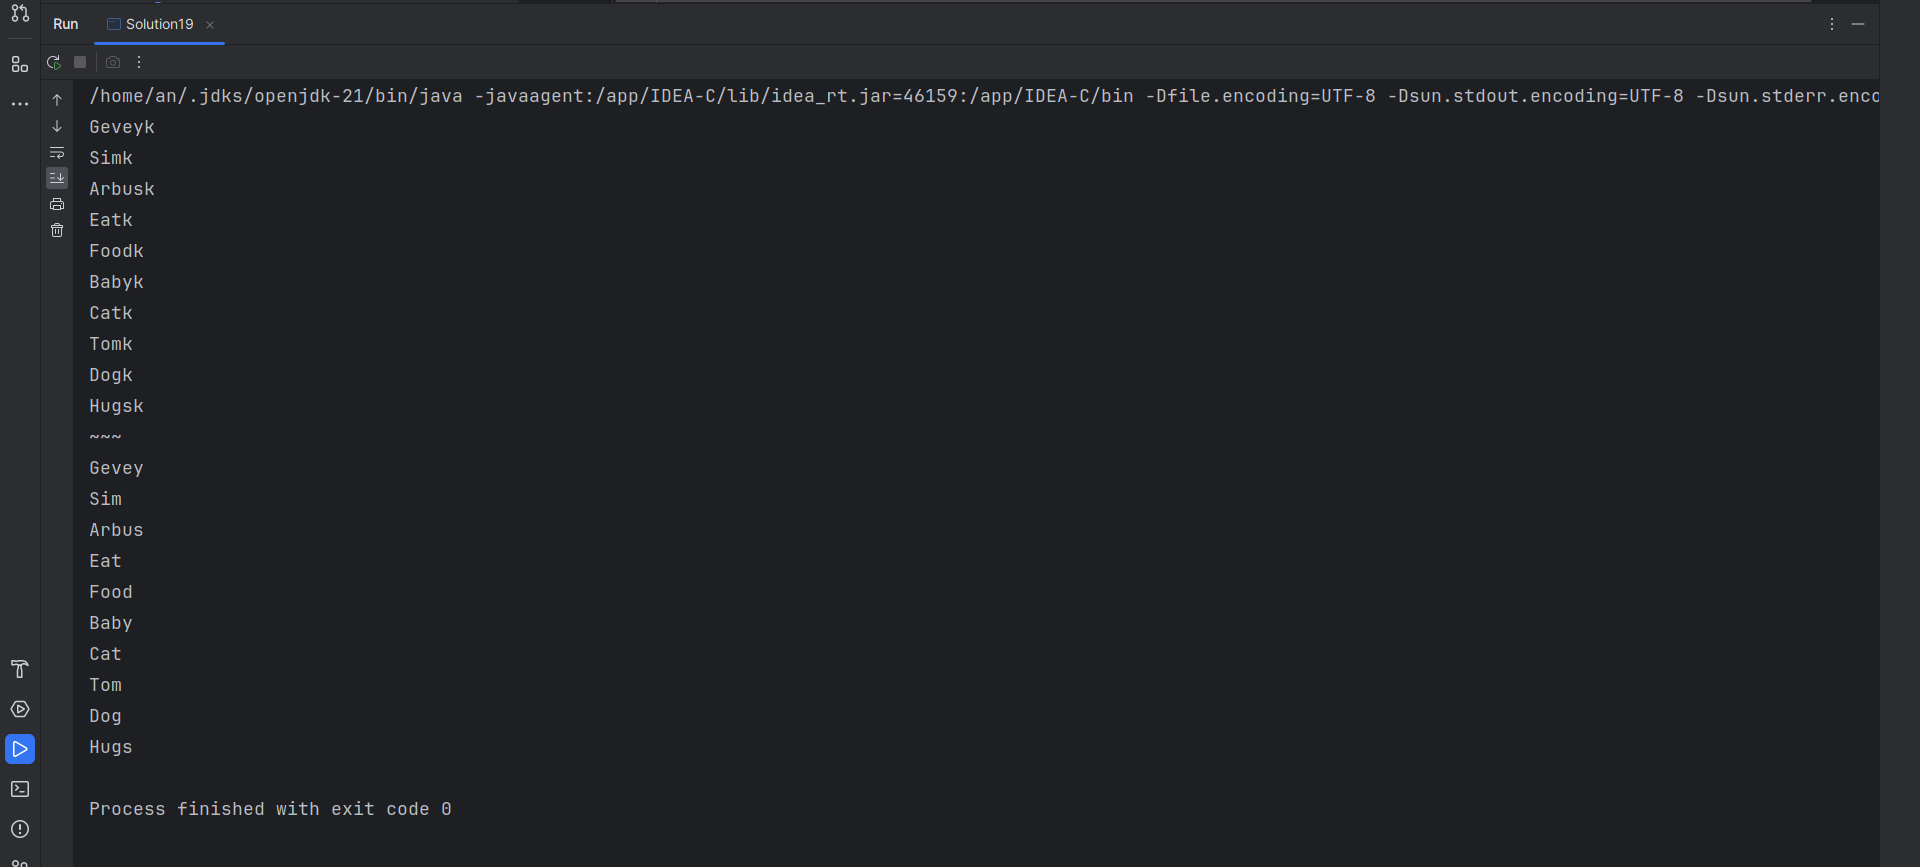 Run Solution19
/home/an/.jdks/openjdk-21/bin/java -javaagent:/app/IDEA-C/lib/idea_rt.jar=46159:/app/IDEA-C/bin -Dfile.encoding=UTF-8 -Dsun.stdout.encoding=UTF-8 -Dsun.stderr.enco
Geveyk
Simk
Arbusk
Eatk
Foodk
Babyk
Catk
Tomk
Dogk
Hugsk
~~~
Gevey
Sim
Arbus
Eat
Food
Baby
Cat
Tom
Dog
Hugs
Process finished with exit code 0